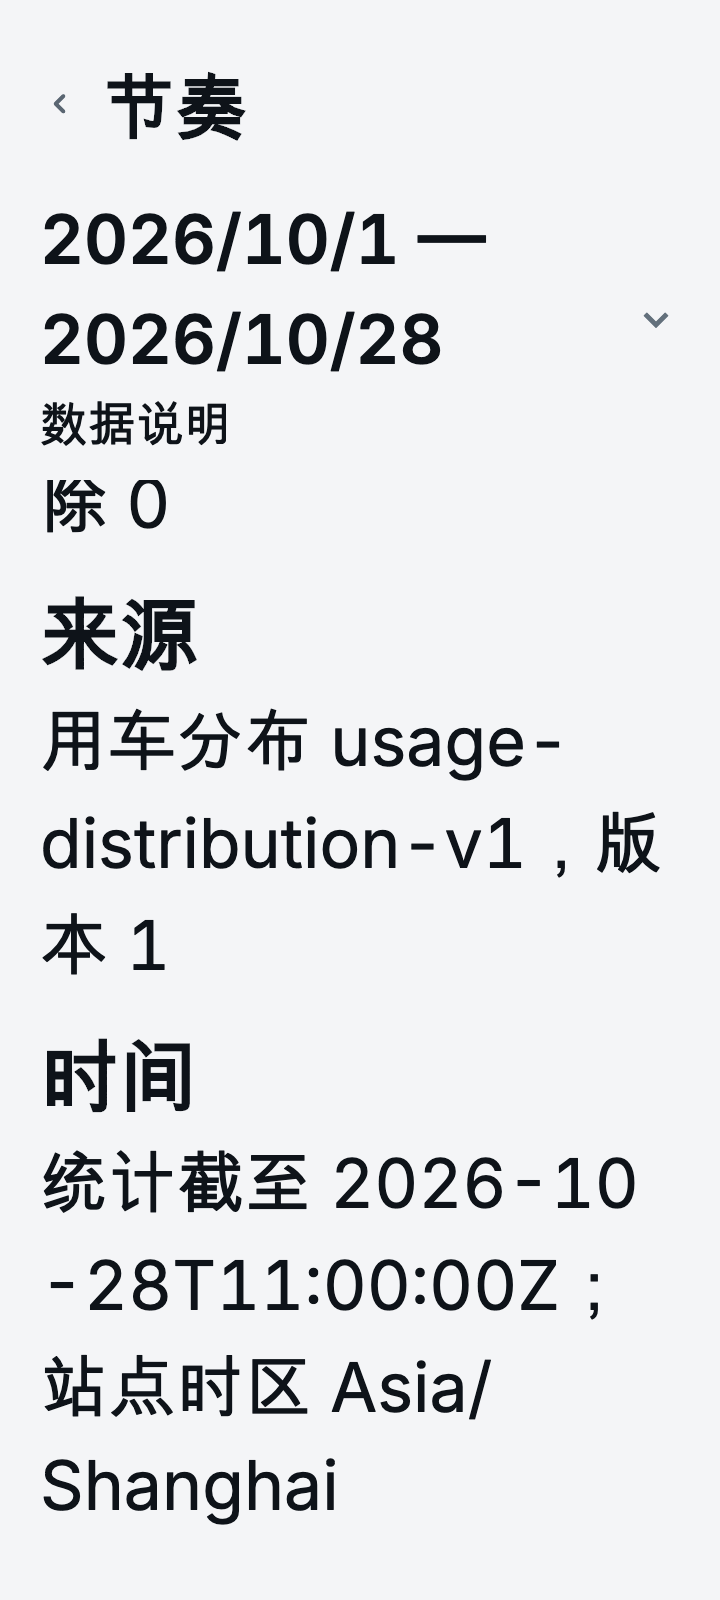 节奏
2026/10/1 —
2026/10/28
数据说明
除 0
来源
用车分布 usage-
distribution-v1，版
本 1
时间
统计截至 2026-10
-28T11:00:00Z；
站点时区 Asia/
Shanghai